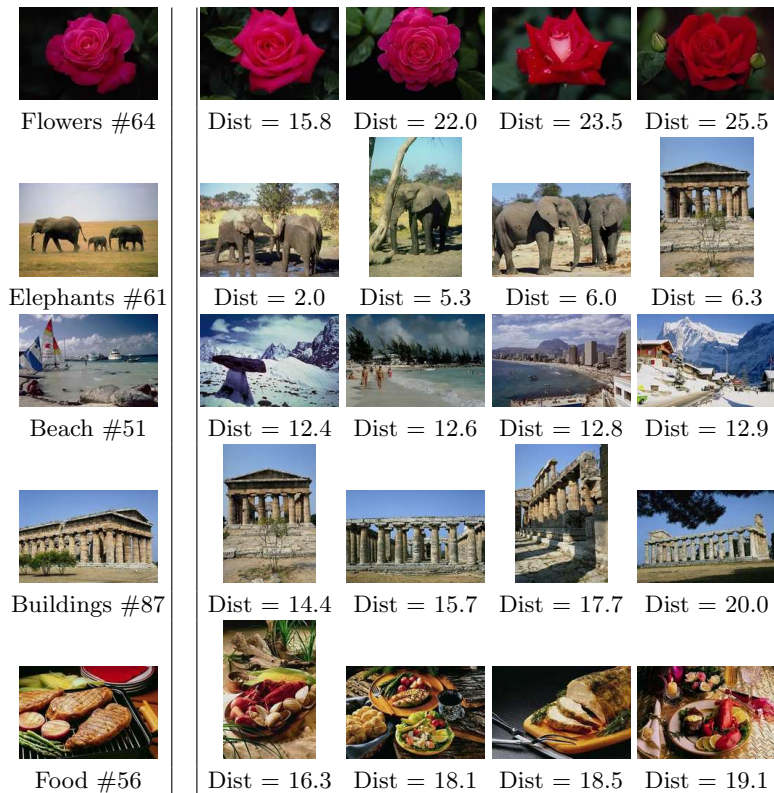 Flowers #64 Dist = 15.8 Dist = 22.0 Dist = 23.5 Dist = 25.5
Elephants #61 Dist = 2.0 Dist = 5.3 Dist = 6.0 Dist = 6.3
Beach #51 Dist = 12.4 Dist = 12.6 Dist = 12.8 Dist = 12.9
Buildings #87 Dist = 14.4 Dist = 15.7 Dist = 17.7 Dist = 20.0
Food #56 Dist = 16.3 Dist = 18.1 Dist = 18.5 Dist = 19.1